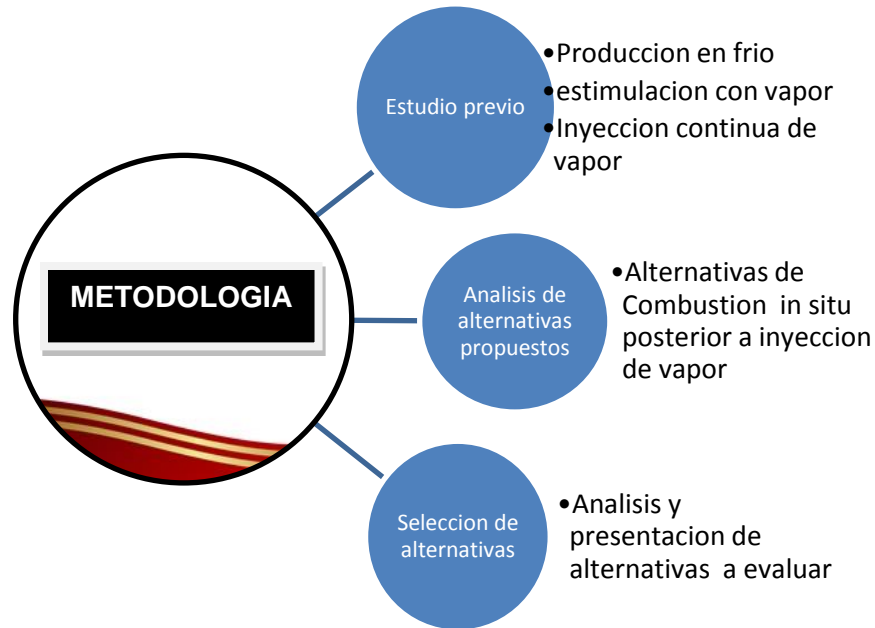 METODOLOGIA
Estudio previo
•Produccion en frio
•estimulacion con vapor
•Inyeccion continua de
vapor
Analisis de
alternativas
propuestos
•Alternativas de
Combustion in situ
posterior a inyeccion
de vapor
Seleccion de
alternativas
•Analisis y
presentacion de
alternativas a evaluar